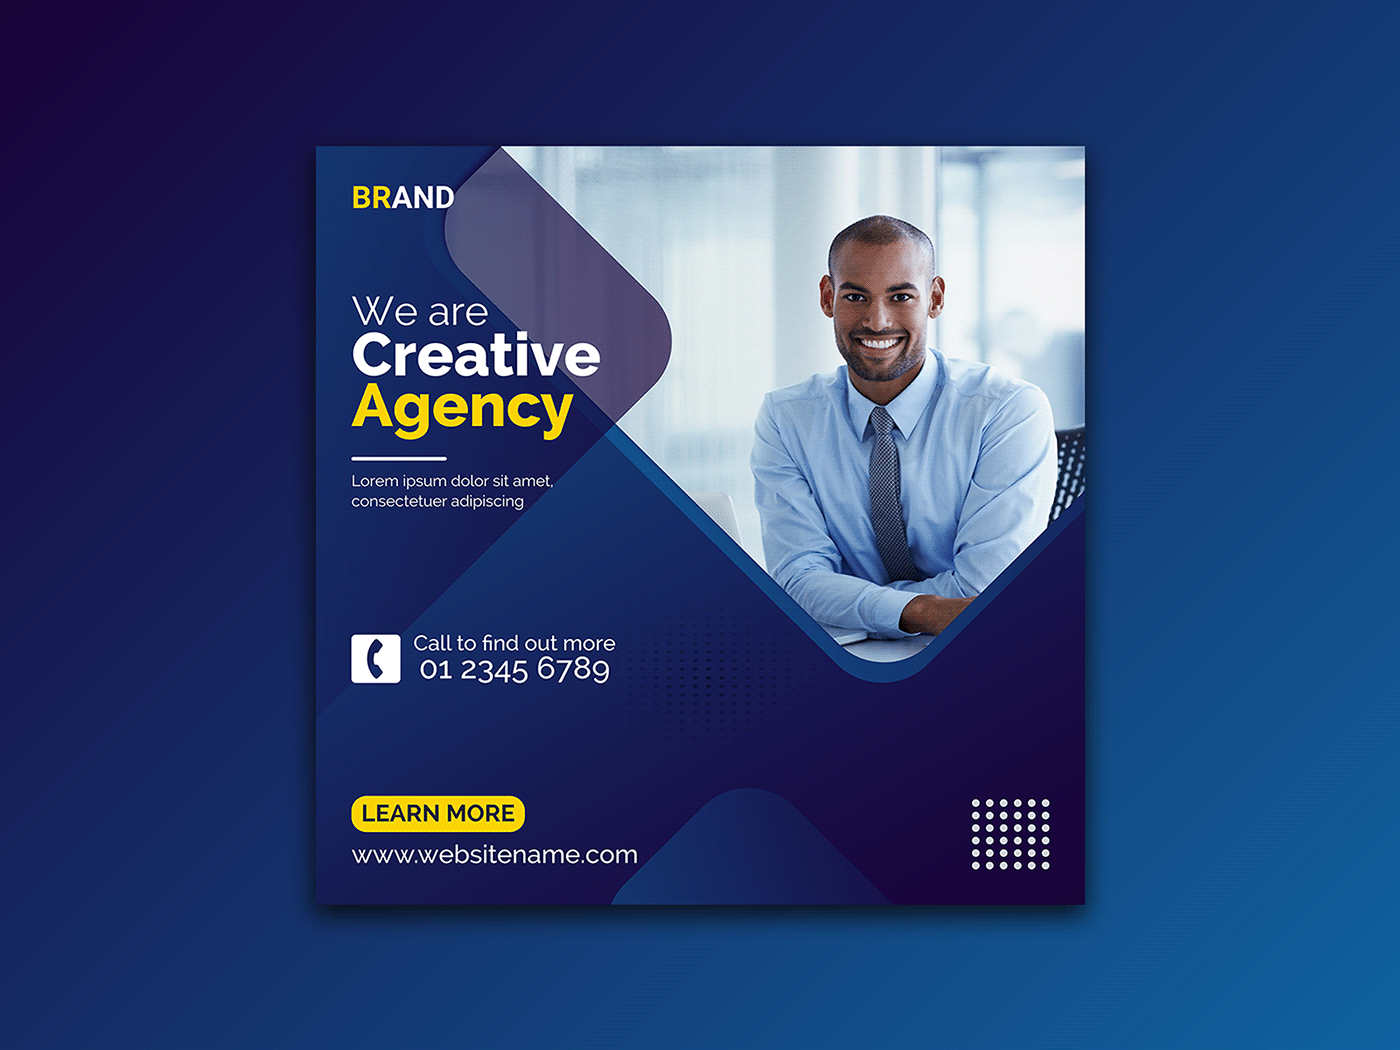 BRAND
We are
Creative
Agency
Lorem ipsum dolor sit amet,
consectetuer adipiscing
Call to find out more
01 2345 6789
LEARN MORE
www.websitename.com